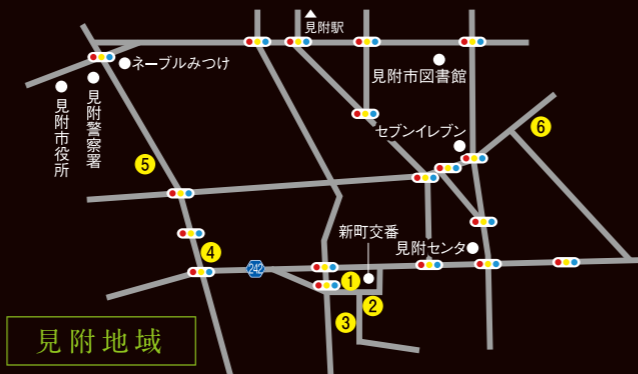 見附駅
ネーブルみつけ
見附市図書館
見附市役所
見附警察署
セブンイレブン
6
5
新町交番
見附センタ
4
242
1
2
3
見附地域